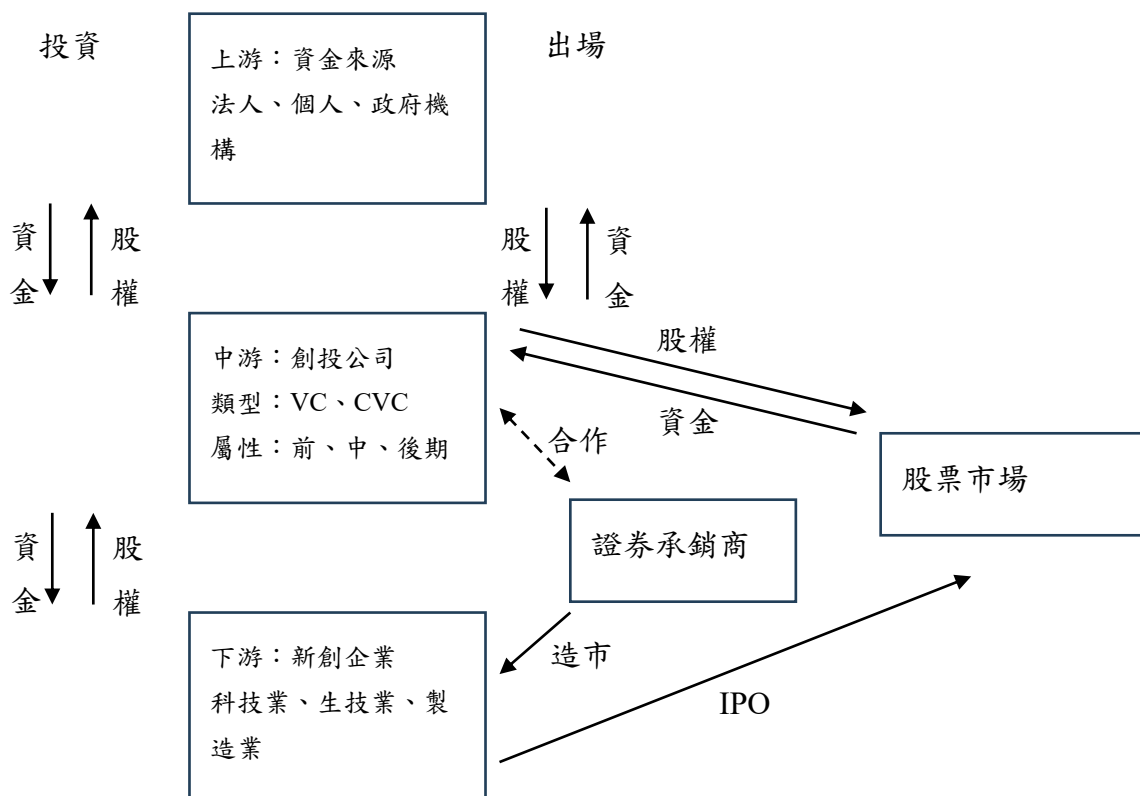 投資
出場
上游：資金來源
法人、個人、政府機
構
資金
股權
股權
資金
中游：創投公司
類型：VC、CVC
屬性：前、中、後期
股權
資金
合作
股票市場
證券承銷商
資金
股權
造市
下游：新創企業
科技業、生技業、製
造業
IPO